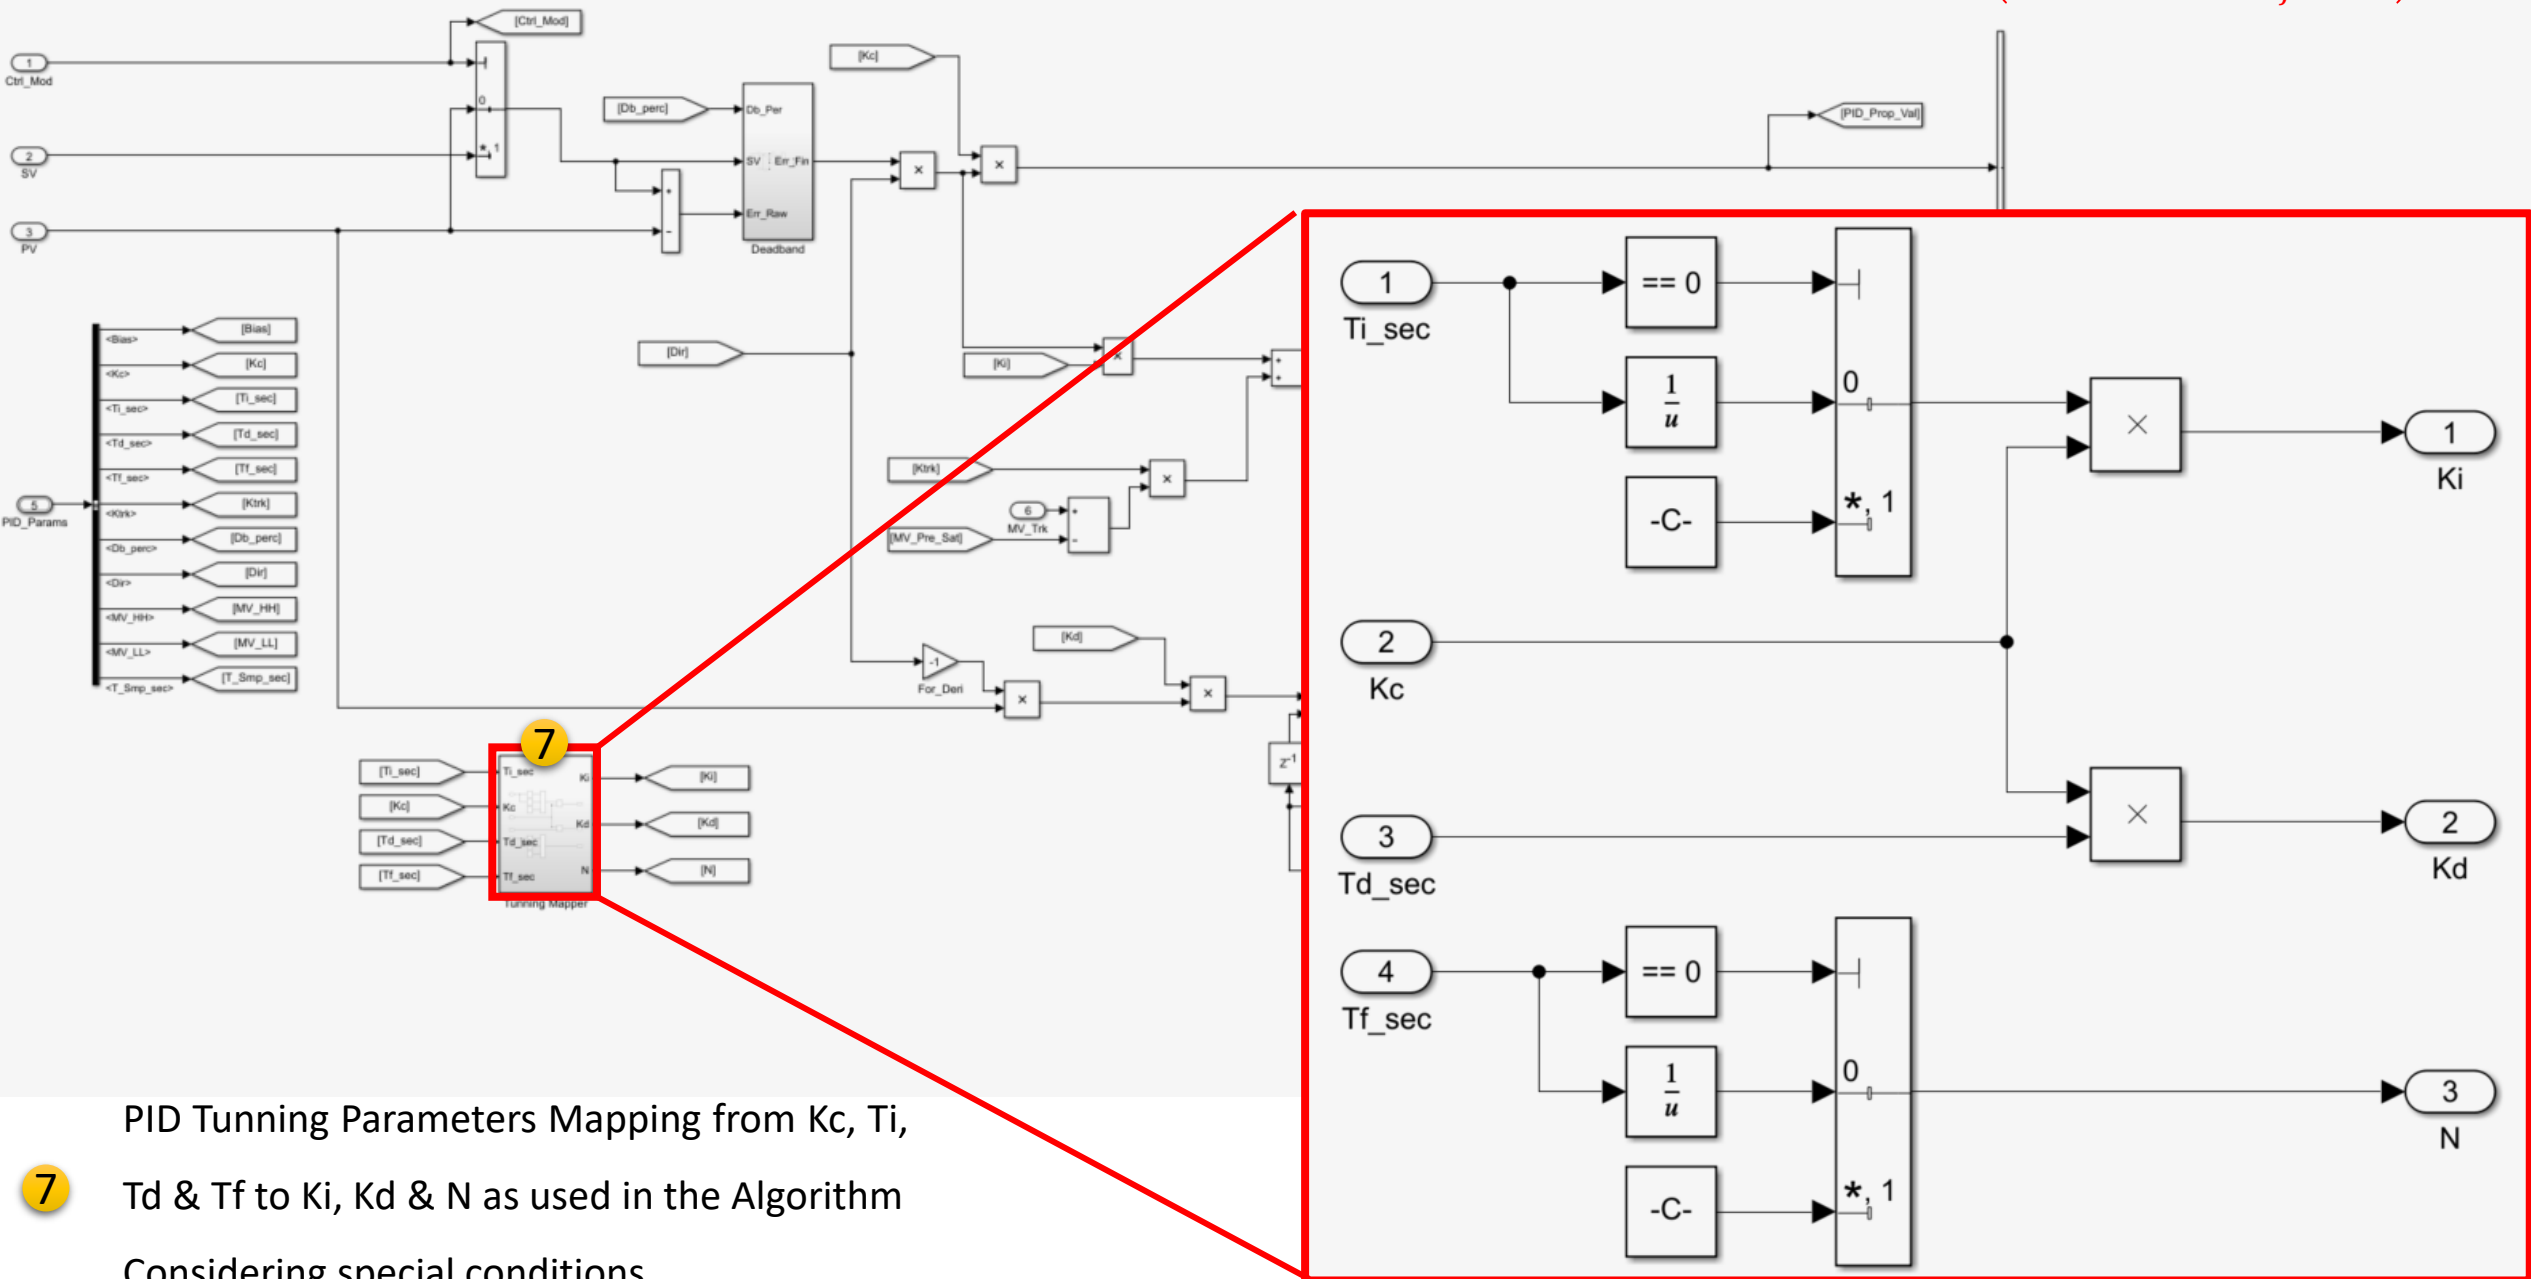 [Ctrl_Mod]
1
Ctrl_Mod
0
*, 1
2
SV
3
PV
[Kc]
[Db_perc]
Db_Per
SV
Err_Fin
Err_Raw
Deadband
×
×
+
-
[PID_Prop_Val]
5
PID_Params
<Bias>
[Bias]
<Kc>
[Kc]
<Ti_sec>
[Ti_sec]
<Td_sec>
[Td_sec]
<Tf_sec>
[Tf_sec]
<Ktrk>
[Ktrk]
<Db_perc>
[Db_perc]
<Dir>
[Dir]
<MV_HH>
[MV_HH]
<MV_LL>
[MV_LL]
<T_Smp_sec>
[T_Smp_sec]
[Dir]
[Ki]
×
+
+
[Ktrk]
×
6
MV_Trk
+
-
[MV_Pre_Sat]
[Kd]
-1
For_Deri
×
×
z-1
7
[Ti_sec]
[Kc]
[Td_sec]
[Tf_sec]
Ti_sec
Kc
Td_sec
Tf_sec
Ki
Kd
N
Tunning Mapper
[Ki]
[Kd]
[N]
1
Ti_sec
== 0
1
u
-C-
0
*, 1
×
1
Ki
2
Kc
3
Td_sec
×
2
Kd
4
Tf_sec
== 0
1
u
-C-
0
*, 1
3
N
7
PID Tunning Parameters Mapping from Kc, Ti,
Td & Tf to Ki, Kd & N as used in the Algorithm
Considering special conditions